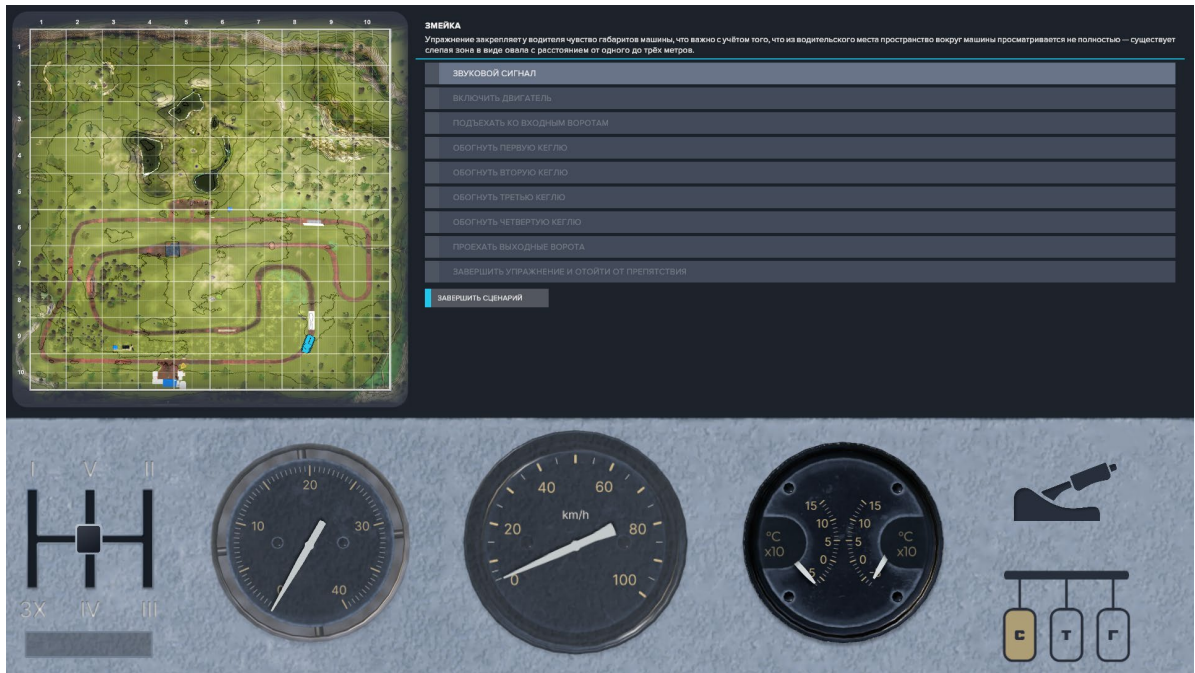 1 2 3 4 5 6 7 8 9 10
1
2
3
4
5
6
7
8
9
10
ЗМЕЙКА
Упражнение закрепляет у водителя чувство габаритов машины, что важно с учётом того, что из водительского места пространство вокруг машины просматривается не полностью — существует
слепая зона в виде овала с расстоянием от одного до трёх метров.
ЗВУКОВОЙ СИГНАЛ
ВКЛЮЧИТЬ ДВИГАТЕЛЬ
ПОДЪЕХАТЬ КО ВХОДНЫМ ВОРОТАМ
ОБОГНУТЬ ПЕРВУЮ КЕГЛЮ
ОБОГНУТЬ ВТОРУЮ КЕГЛЮ
ОБОГНУТЬ ТРЕТЬЮ КЕГЛЮ
ОБОГНУТЬ ЧЕТВЕРТУЮ КЕГЛЮ
ПРОЕХАТЬ ВЫХОДНЫЕ ВОРОТА
ЗАВЕРШИТЬ УПРАЖНЕНИЕ И ОТОЙТИ ОТ ПРЕПЯТСТВИЯ
ЗАВЕРШИТЬ СЦЕНАРИЙ
I V II
ЗХ IV III
0 10 20 30 40
0 20 40 60 80 100
km/h
15 10 5 0 5
°C
x10
15 10 5 0
°C
x10
С Т Г